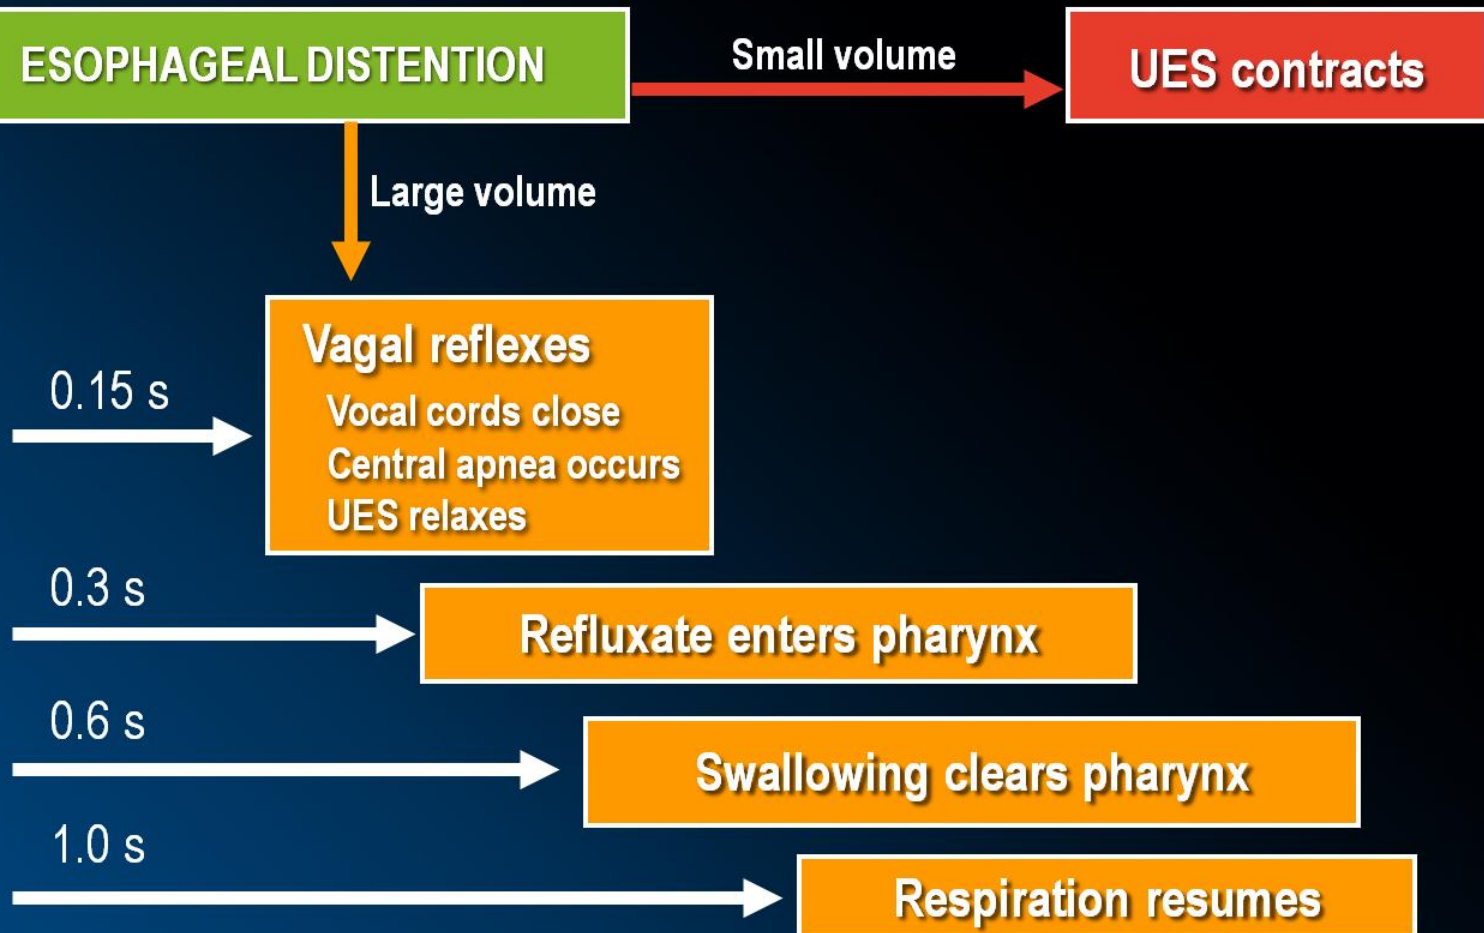 ESOPHAGEAL DISTENTION
Small volume
UES contracts
Large volume
0.15 s
Vagal reflexes
Vocal cords close
Central apnea occurs
UES relaxes
0.3 s
Refluxate enters pharynx
0.6 s
Swallowing clears pharynx
1.0 s
Respiration resumes